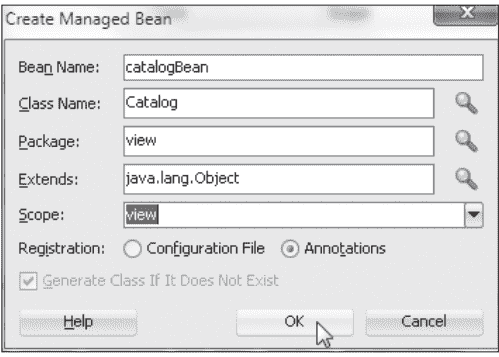 Create Managed Bean
Bean Name: catalogBean
Class Name: Catalog
Package: view
Extends: java.lang.Object
Scope: view
Registration: Configuration File Annotations
Generate Class If It Does Not Exist
Help OK Cancel